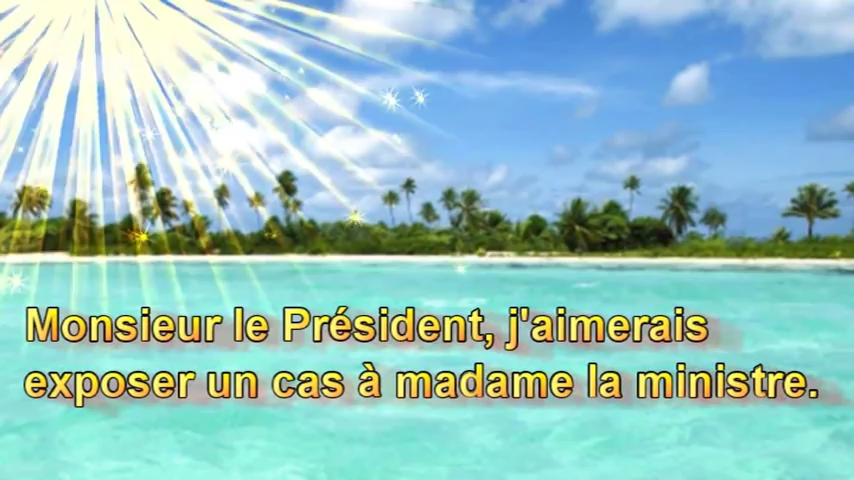 Monsieur le Président, j'aimerais
exposer un cas à madame la ministre.